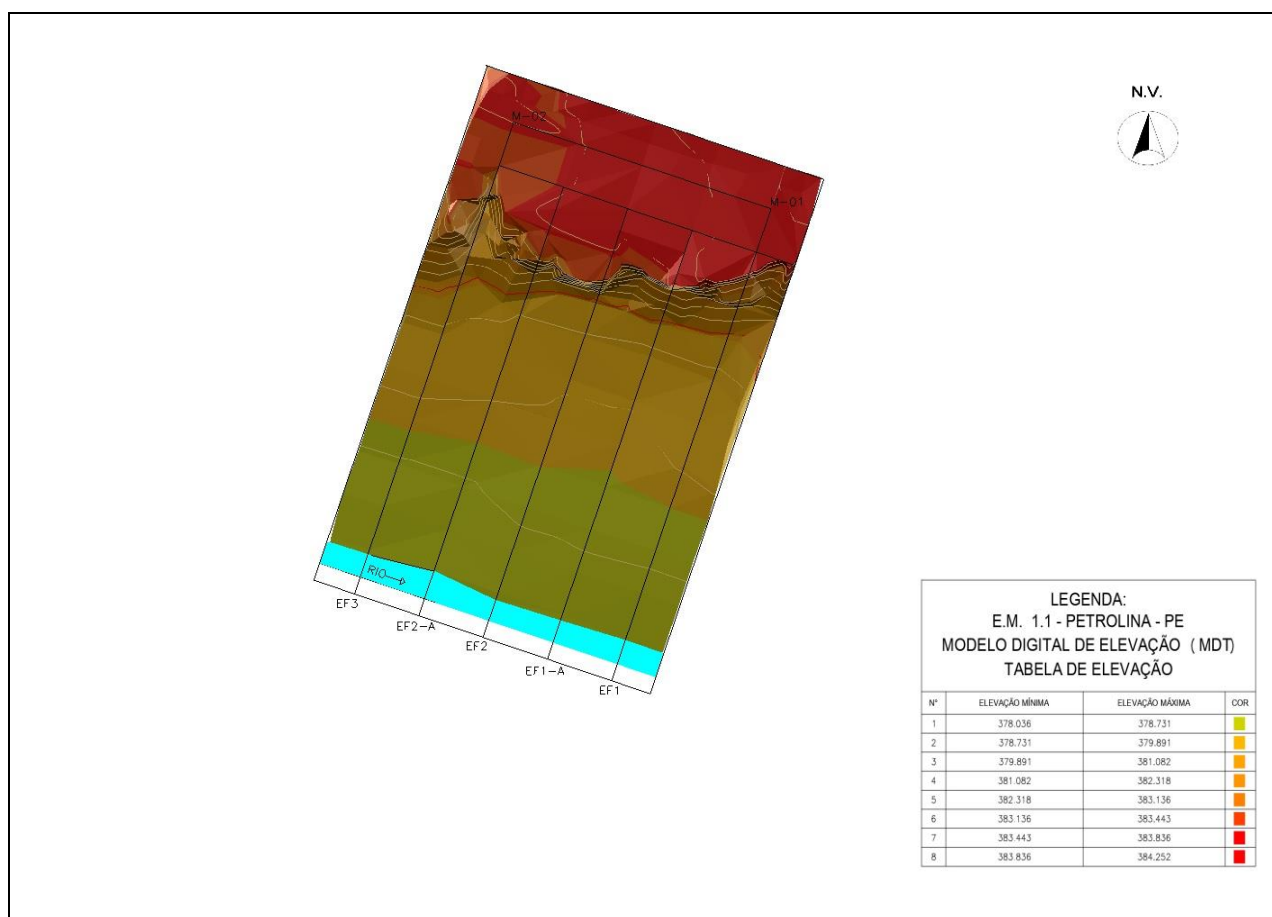 N.V.
M-02
M-01
RIO
EF3
EF2-A
EF2
EF1-A
EF1
LEGENDA:
E.M. 1.1 - PETROLINA - PE
MODELO DIGITAL DE ELEVAÇÃO ( MDT)
TABELA DE ELEVAÇÃO
N° ELEVAÇÃO MÍNIMA ELEVAÇÃO MÁXIMA COR
1 378.036 378.731
2 378.731 379.891
3 379.891 381.082
4 381.082 382.318
5 382.318 383.136
6 383.136 383.443
7 383.443 383.836
8 383.836 384.252